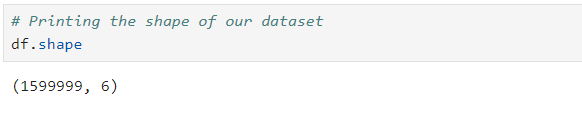 # Printing the shape of our dataset
df.shape
(1599999, 6)